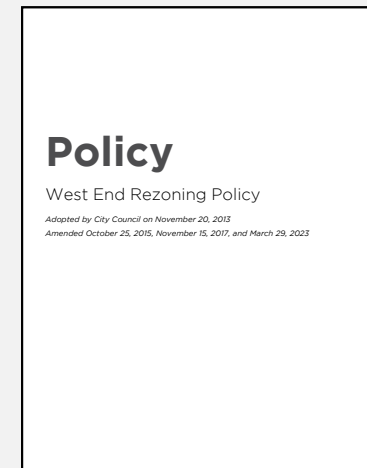 Policy
West End Rezoning Policy
Adopted by City Council on November 20, 2013
Amended October 25, 2015, November 15, 2017, and March 29, 2023